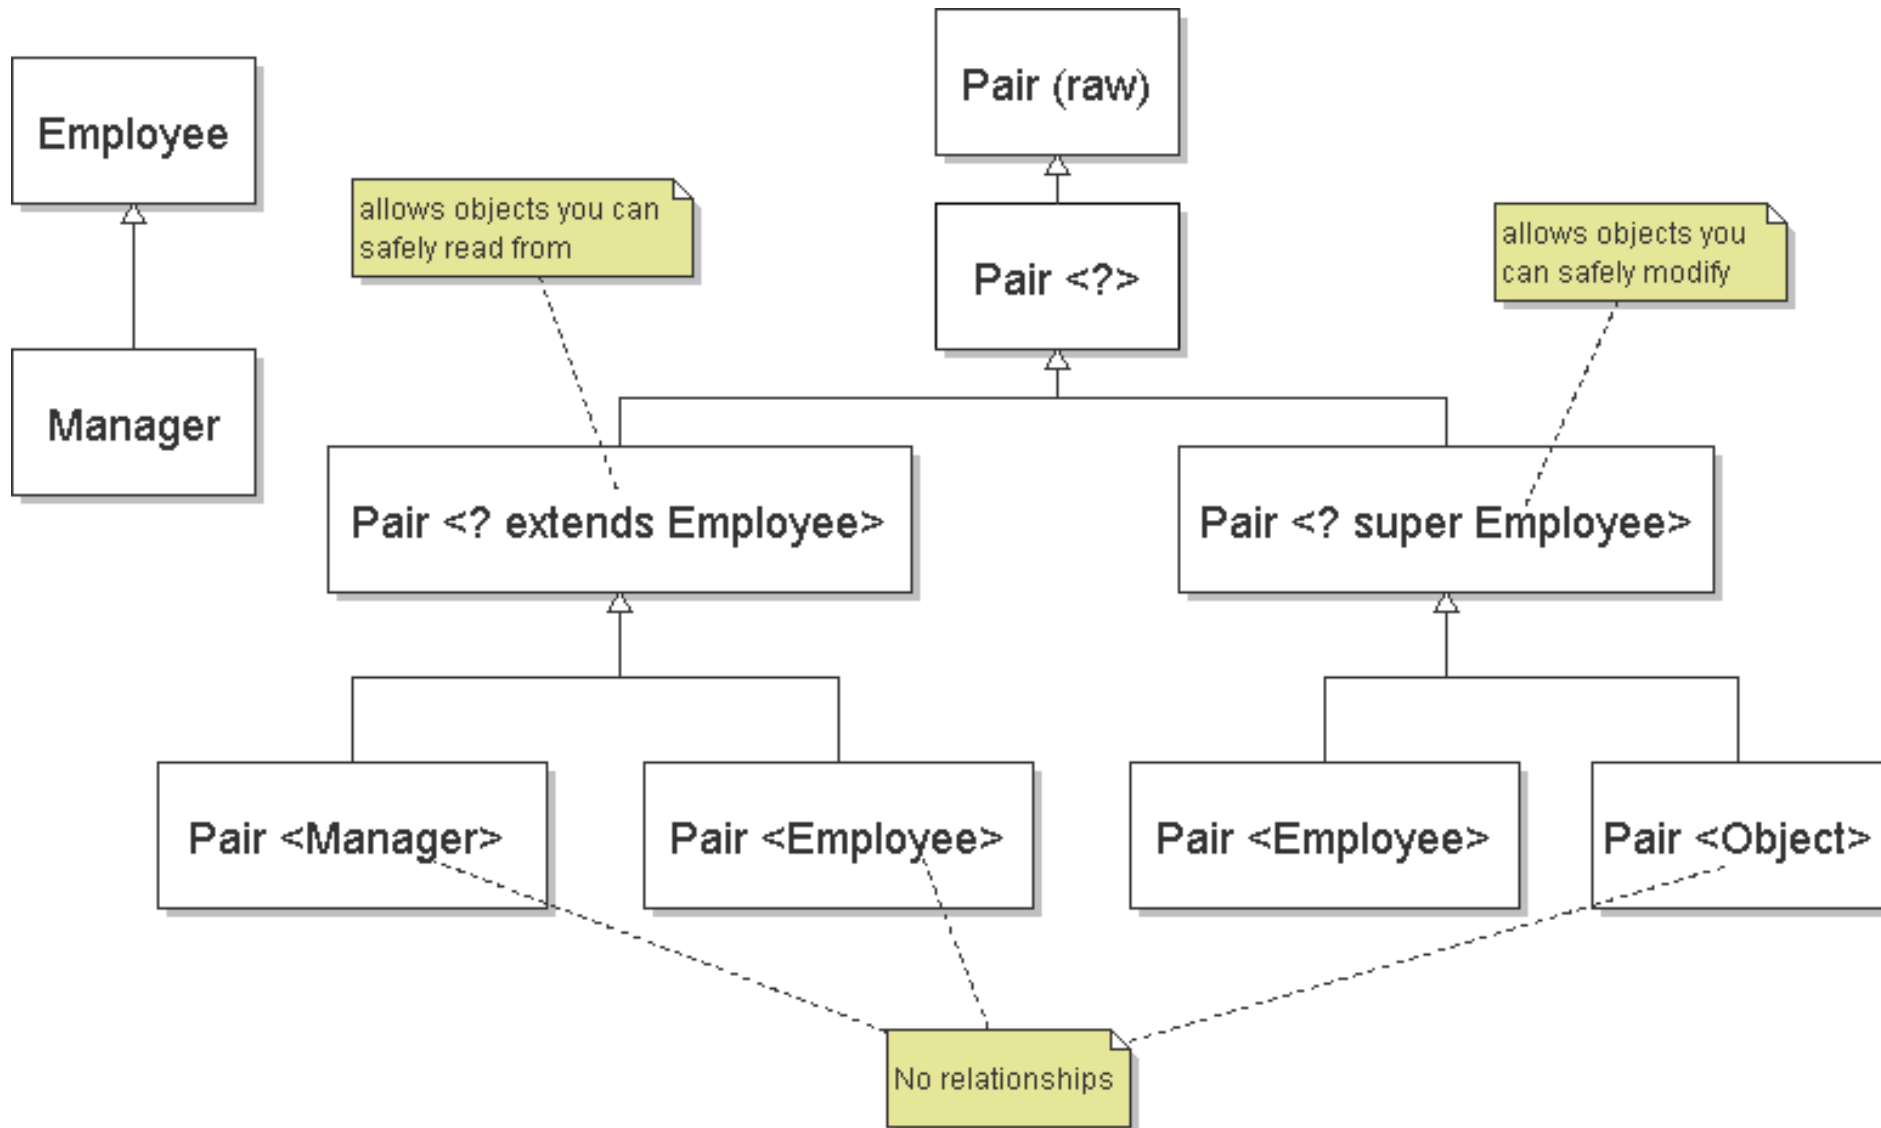 Pair (raw)
Employee
allows objects you can
safely read from
allows objects you
can safely modify
Pair <?>
Manager
Pair <? extends Employee>
Pair <? super Employee>
Pair <Manager>
Pair <Employee>
Pair <Employee>
Pair <Object>
No relationships